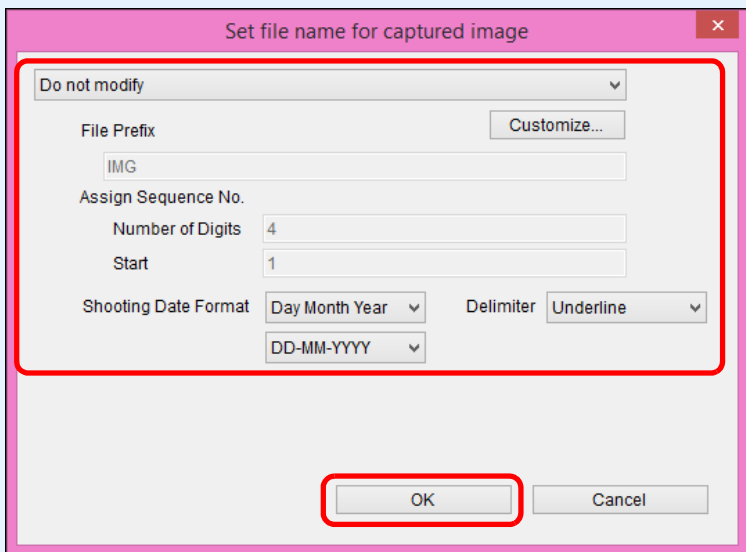 Set file name for captured image
Do not modify
File Prefix
Customize...
IMG
Assign Sequence No.
Number of Digits 4
Start 1
Shooting Date Format Day Month Year Delimiter Underline
DD-MM-YYYY
OK Cancel